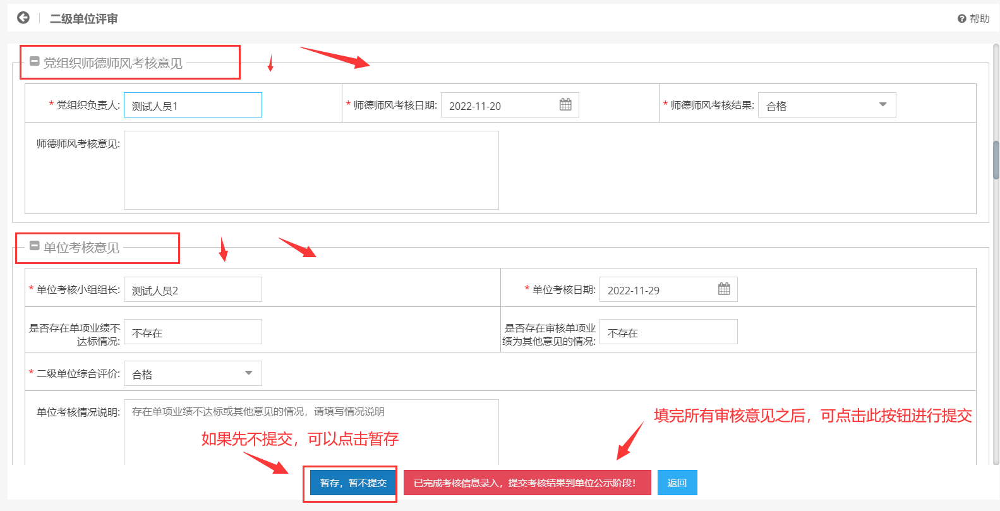 二级单位评审
帮助
党组织师德师风考核意见
* 党组织负责人: 测试人员1
* 师德师风考核日期: 2022-11-20
* 师德师风考核结果: 合格
师德师风考核意见:
单位考核意见
* 单位考核小组组长: 测试人员2
* 单位考核日期: 2022-11-29
是否存在单项业绩不
达标情况: 不存在
是否存在审核单项业
绩为其他意见的情况: 不存在
* 二级单位综合评价: 合格
单位考核情况说明: 存在单项业绩不达标或其他意见的情况，请填写情况说明
填完所有审核意见之后，可点击此按钮进行提交
如果先不提交，可以点击暂存
暂存，暂不提交
已完成考核信息录入，提交考核结果到单位公示阶段！
返回